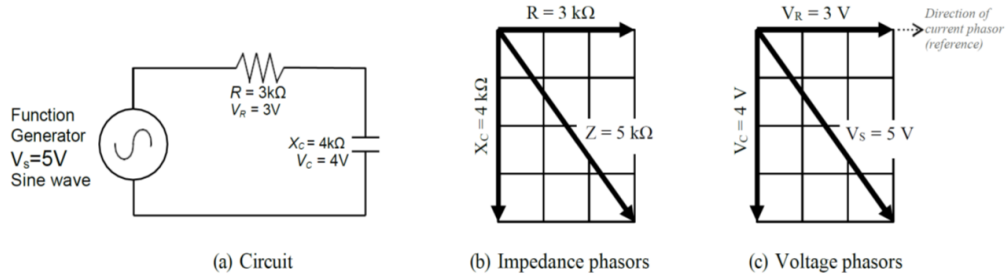 Function
Generator
Vs=5V
Sine wave
R = 3kΩ
VR = 3V
XC = 4kΩ
VC = 4V
(a) Circuit
R = 3 kΩ
XC = 4 kΩ
Z = 5 kΩ
(b) Impedance phasors
VR = 3 V
Direction of
current phasor
(reference)
VC = 4 V
VS = 5 V
(c) Voltage phasors